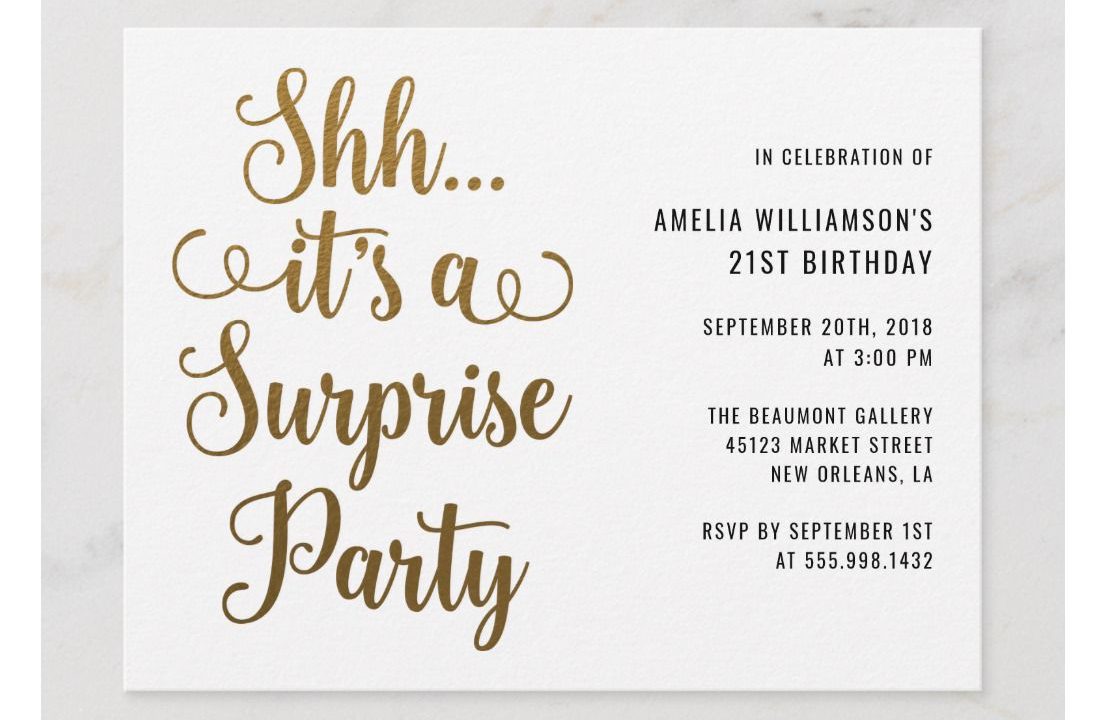 Shh...
it's a
Surprise
Party
IN CELEBRATION OF
AMELIA WILLIAMSON'S
21ST BIRTHDAY
SEPTEMBER 20TH, 2018
AT 3:00 PM
THE BEAUMONT GALLERY
45123 MARKET STREET
NEW ORLEANS, LA
RSVP BY SEPTEMBER 1ST
AT 555.998.1432